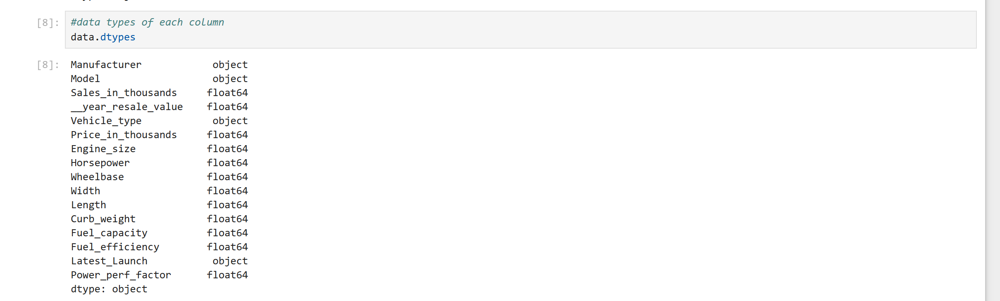 [8]: #data types of each column
data.dtypes
[8]: Manufacturer object
Model object
Sales_in_thousands float64
__year_resale_value float64
Vehicle_type object
Price_in_thousands float64
Engine_size float64
Horsepower float64
Wheelbase float64
Width float64
Length float64
Curb_weight float64
Fuel_capacity float64
Fuel_efficiency float64
Latest_Launch object
Power_perf_factor float64
dtype: object